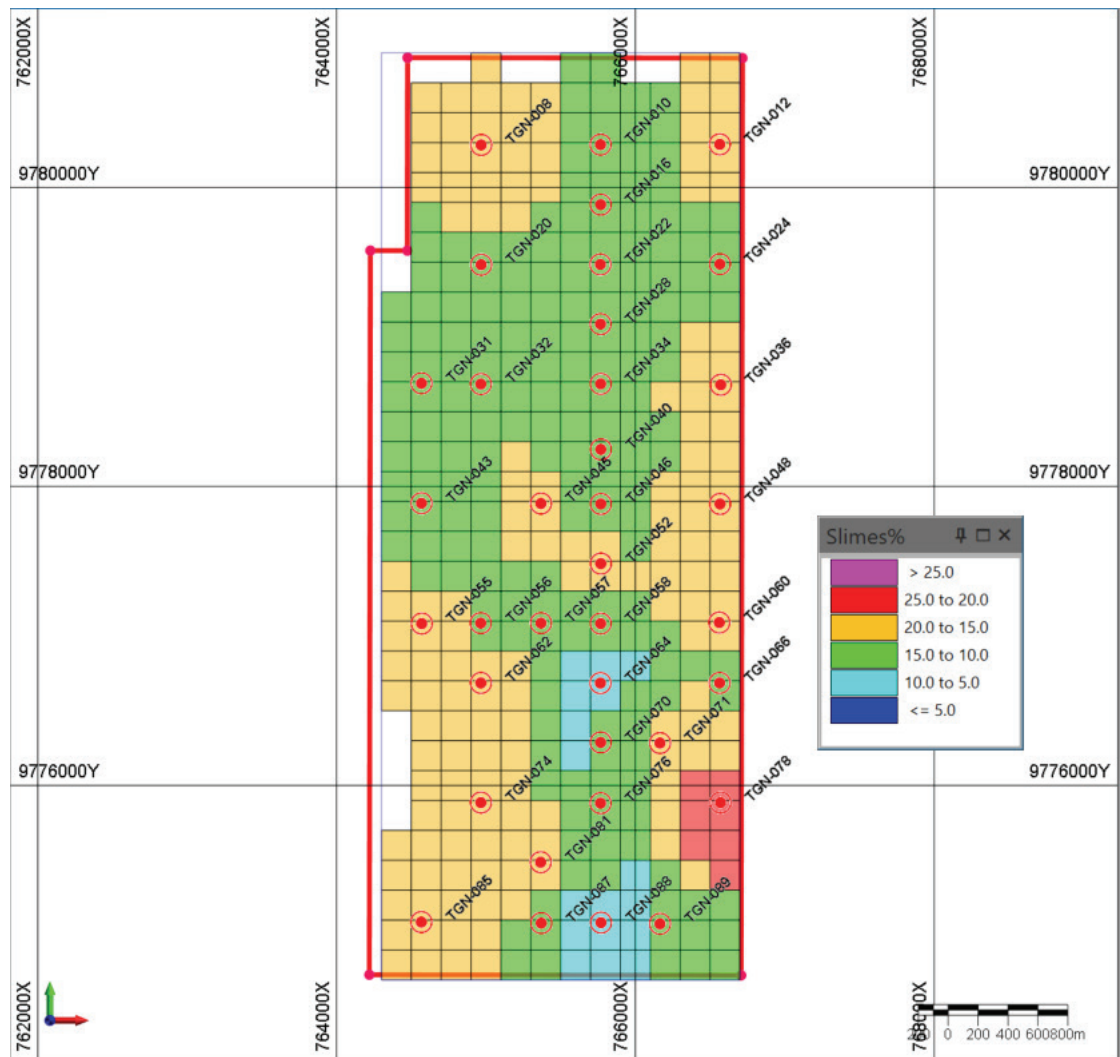 762000X
764000X
766000X
768000X
TGN-008
TGN-010
TGN-012
9780000Y
9780000Y
TGN-016
TGN-020
TGN-022
TGN-024
TGN-028
TGN-031
TGN-032
TGN-034
TGN-036
TGN-040
9778000Y
9778000Y
TGN-043
TGN-045
TGN-046
TGN-048
TGN-052
Slimes%
> 25.0
25.0 to 20.0
20.0 to 15.0
15.0 to 10.0
10.0 to 5.0
<= 5.0
TGN-055
TGN-056
TGN-057
TGN-058
TGN-060
TGN-062
TGN-064
TGN-066
TGN-070
TGN-071
9776000Y
9776000Y
TGN-074
TGN-076
TGN-078
TGN-081
TGN-085
TGN-087
TGN-088
TGN-089
762000X
764000X
766000X
768000X
0 200 400 600800m